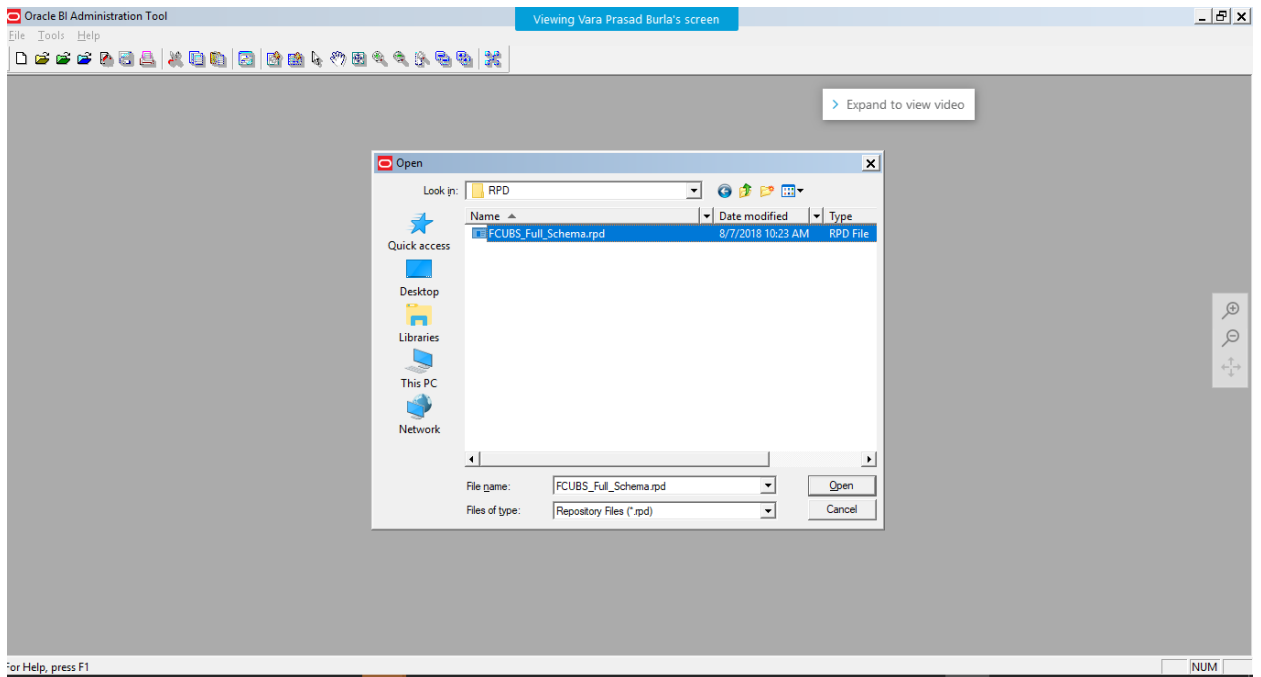 Oracle BI Administration Tool
Viewing Vara Prasad Burla's screen
File Tools Help
> Expand to view video
Open
Look in: RPD
Name Date modified Type
FCUBS_Full_Schema.rpd 8/7/2018 10:23 AM RPD File
Quick access
Desktop
Libraries
This PC
Network
File name: FCUBS_Full_Schema.rpd Open
Files of type: Repository Files (*.rpd) Cancel
For Help, press F1 NUM